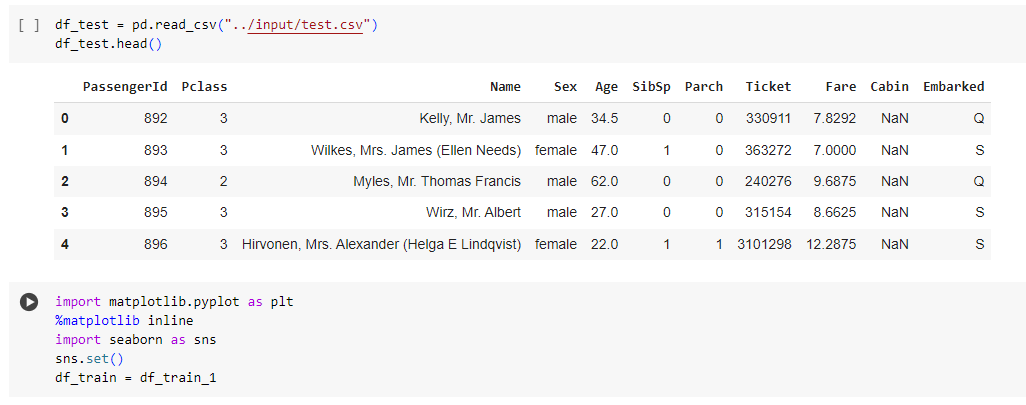 [ ] df_test = pd.read_csv("../input/test.csv")
df_test.head()
PassengerId Pclass Name Sex Age SibSp Parch Ticket Fare Cabin Embarked
0 892 3 Kelly, Mr. James male 34.5 0 0 330911 7.8292 NaN Q
1 893 3 Wilkes, Mrs. James (Ellen Needs) female 47.0 1 0 363272 7.0000 NaN S
2 894 2 Myles, Mr. Thomas Francis male 62.0 0 0 240276 9.6875 NaN Q
3 895 3 Wirz, Mr. Albert male 27.0 0 0 315154 8.6625 NaN S
4 896 3 Hirvonen, Mrs. Alexander (Helga E Lindqvist) female 22.0 1 1 3101298 12.2875 NaN S
import matplotlib.pyplot as plt
%matplotlib inline
import seaborn as sns
sns.set()
df_train = df_train_1